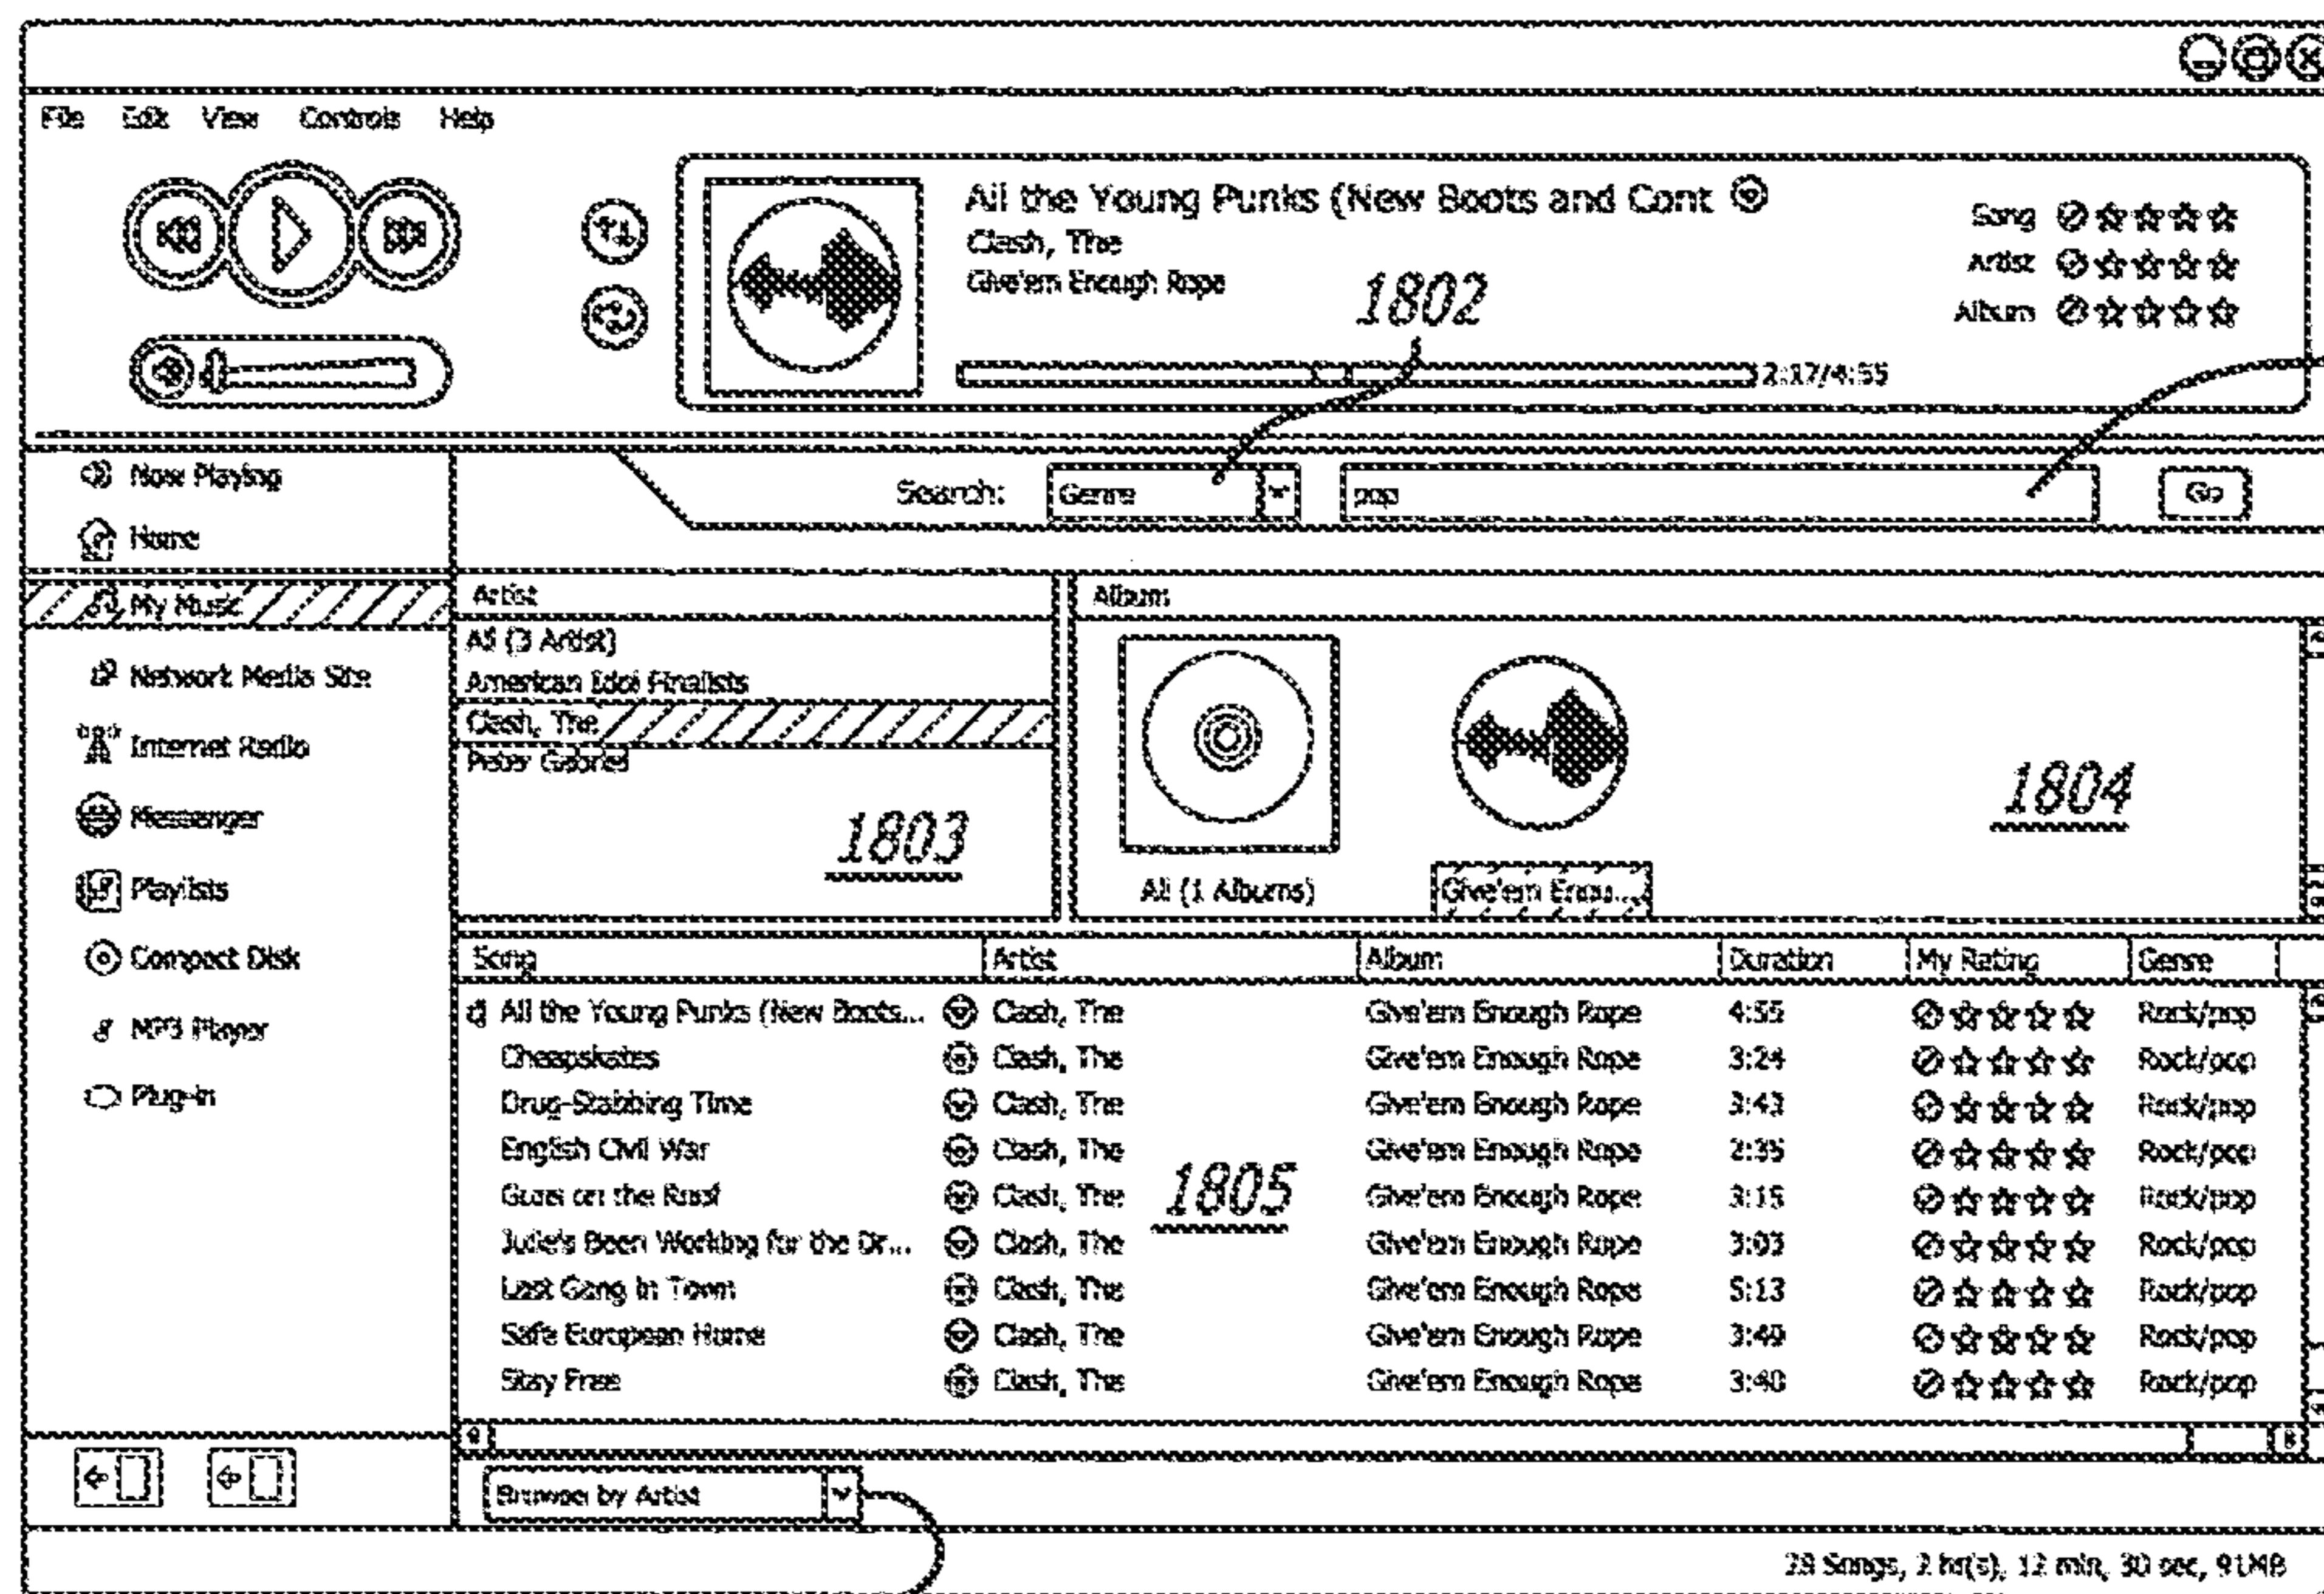 File Edit View Controls Help
All the Young Punks (New Boots and Cont
Clash, The
Give'em Enough Rope
1802
Song
Artist
Album
2:17/4:55
Now Playing
Home
My Music
Network Media Site
Internet Radio
Messenger
Playlists
Compact Disk
MP3 Player
Plug-in
Search: Genre pop Go
Artist
All (3 Artist)
American Idol Finalists
Clash, The
Peter Gabriel
1803
Album
All (1 Albums)
Give'em Enou...
1804
Song Artist Album Duration My Rating Genre
All the Young Punks (New Boots... Clash, The Give'em Enough Rope 4:55 Rock/pop
Cheapskates Clash, The Give'em Enough Rope 3:24 Rock/pop
Drug-Stabbing Time Clash, The Give'em Enough Rope 3:43 Rock/pop
English Civil War Clash, The Give'em Enough Rope 2:35 Rock/pop
Guns on the Roof Clash, The Give'em Enough Rope 3:15 Rock/pop
Julie's Been Working for the Dr... Clash, The Give'em Enough Rope 3:03 Rock/pop
Last Gang in Town Clash, The Give'em Enough Rope 5:13 Rock/pop
Safe European Home Clash, The Give'em Enough Rope 3:49 Rock/pop
Stay Free Clash, The Give'em Enough Rope 3:40 Rock/pop
1805
by Artist
28 Songs, 2 hr(s), 12 min, 30 sec, 91MB